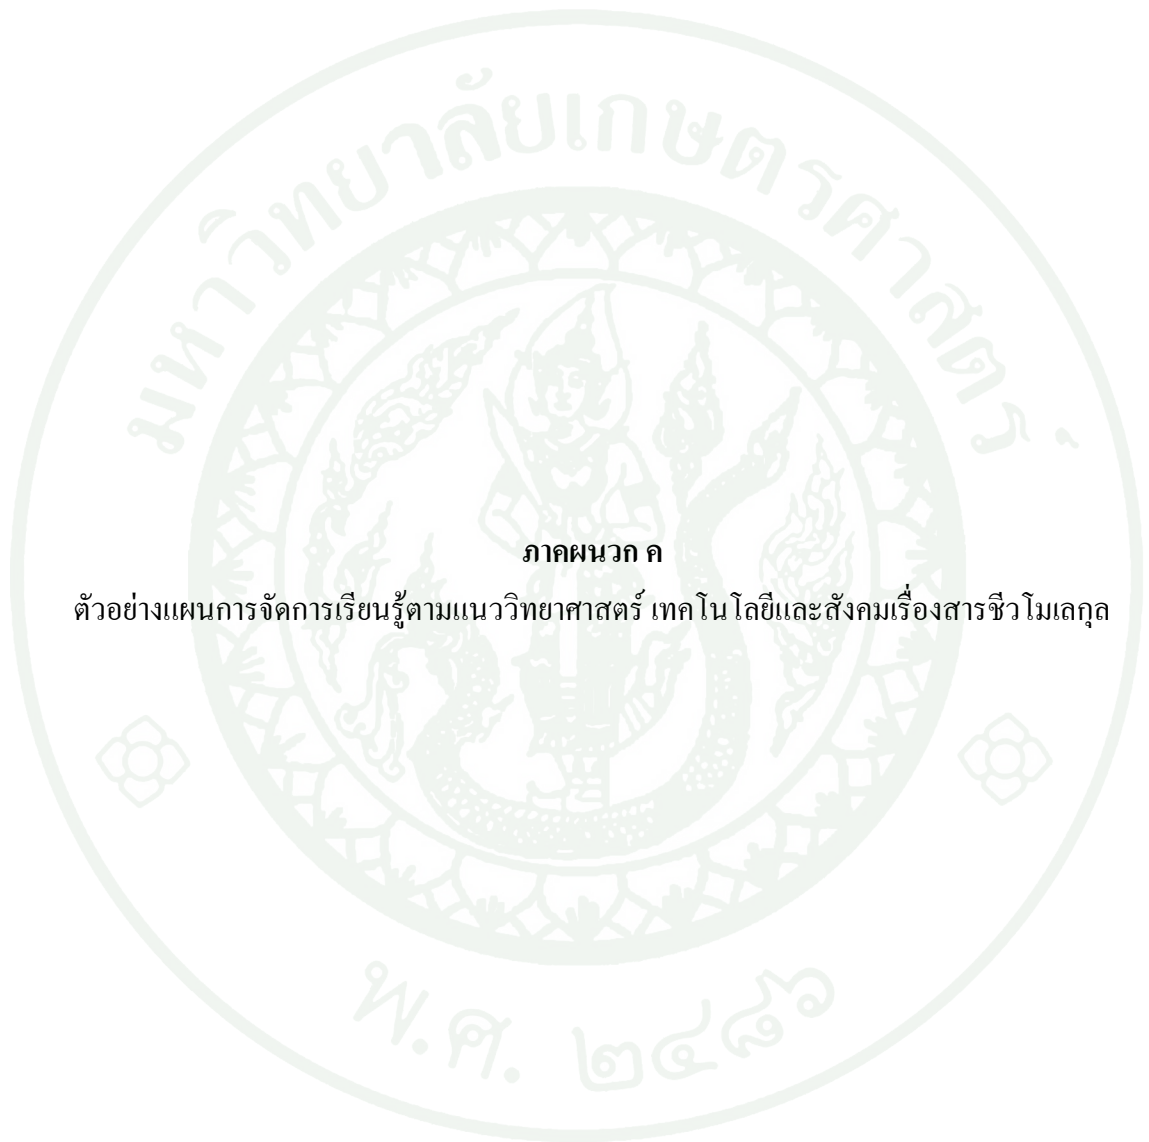 มหาวิทยาลัยเกษตรศาสตร์
ภาคผนวก ค
ตัวอย่างแผนการจัดการเรียนรู้ตามแนววิทยาศาสตร์ เทคโนโลยีและสังคมเรื่องสารชีวโมเลกุล
พ.ศ. ๒๔๘๖